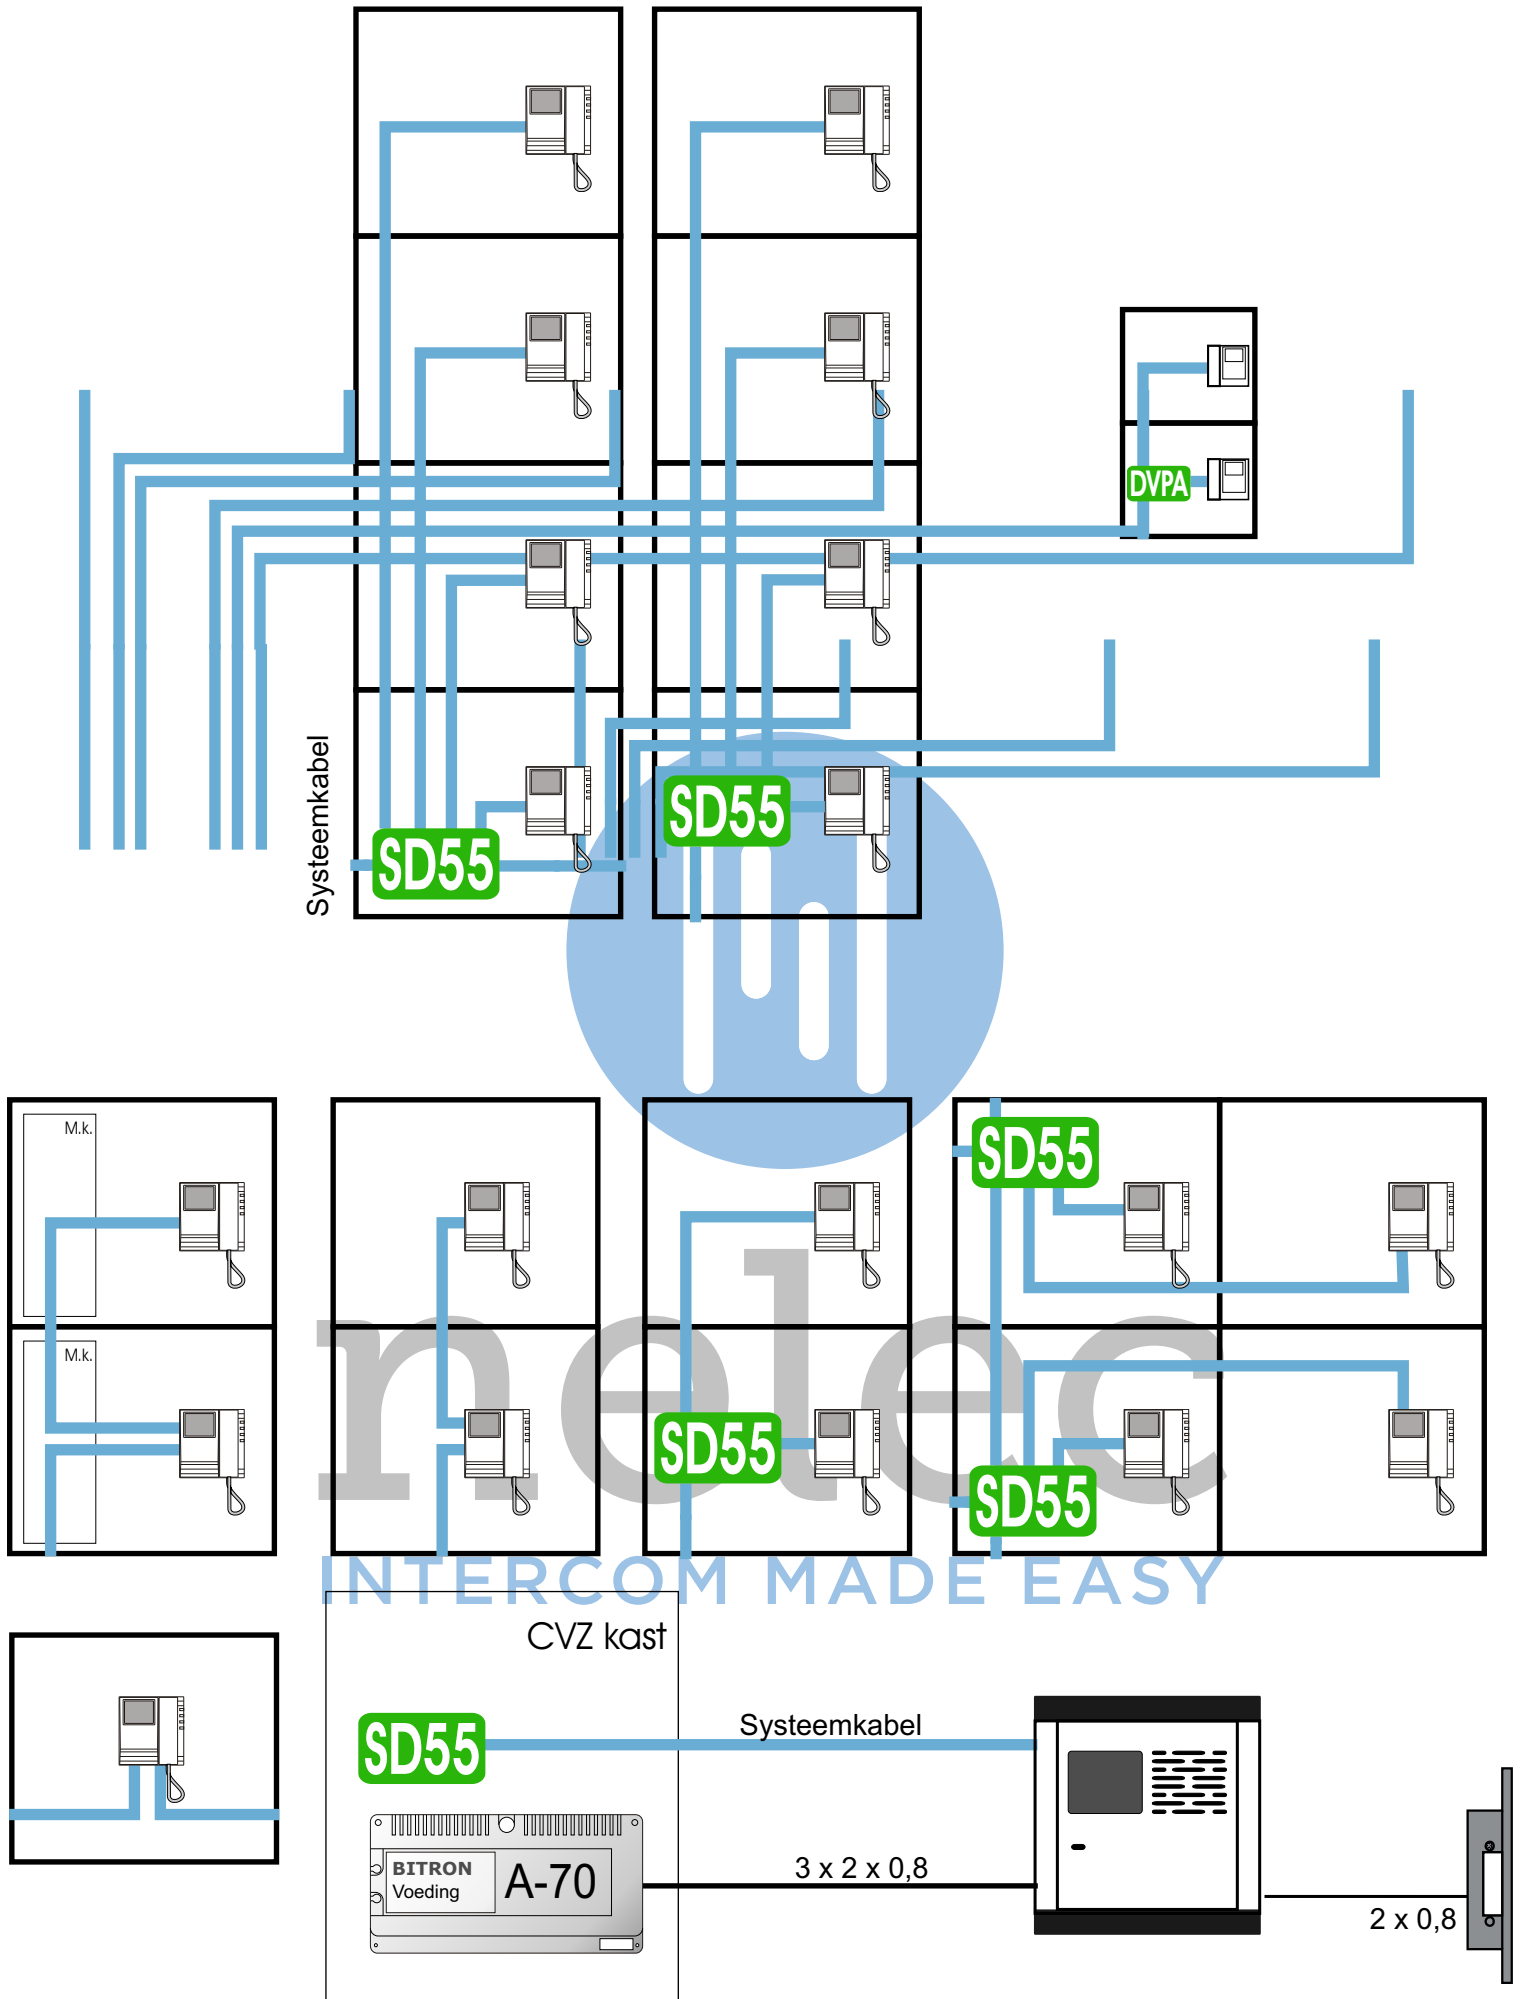 DVPA
Systeemkabel
SD55
SD55
M.k.
SD55
M.k.
SD55
SD55
nelec
INTERCOM MADE EASY
CVZ kast
SD55
Systeemkabel
BITRON
Voeding
A-70
3 x 2 x 0,8
2 x 0,8